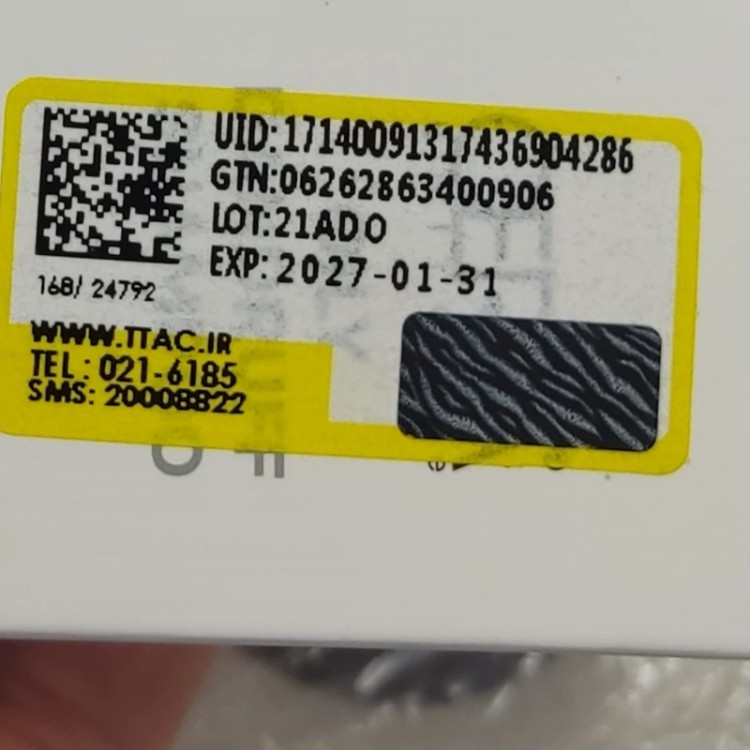 UID:17140091317436904286
GTN:06262863400906
LOT:21ADO
EXP: 2027-01-31
168/ 24792
WWW.TTAC.IR
TEL : 021-6185
SMS: 20008822